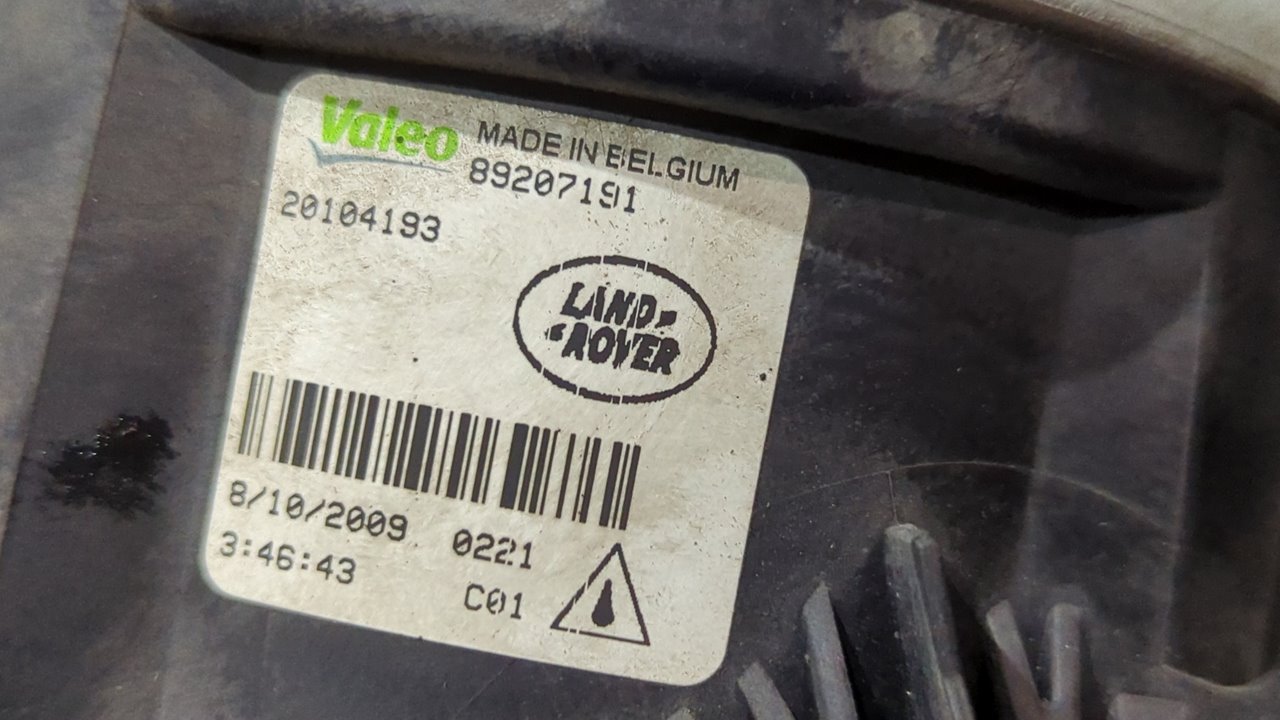 Valeo MADE IN BELGIUM
89207191
20104193
LAND
ROVER
8/10/2009 0221
3:46:43
C01